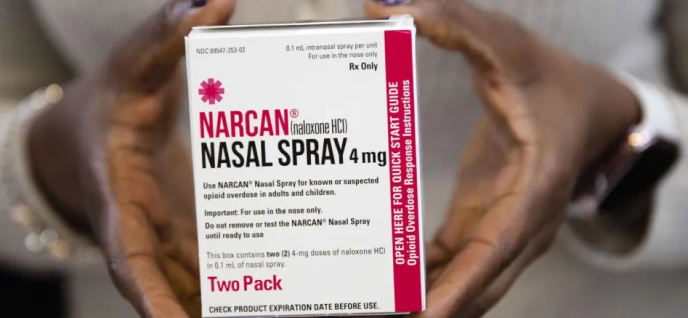 NDC 69547-353-02
0.1 mL intranasal spray per unit
For use in the nose only
Rx Only
NARCAN® (naloxone HCl)
NASAL SPRAY 4 mg
Use NARCAN® Nasal Spray for known or suspected
opioid overdose in adults and children.
Important: For use in the nose only.
Do not remove or test the NARCAN® Nasal Spray
until ready to use
This box contains two (2) 4-mg doses of naloxone HCl
in 0.1 mL of nasal spray.
Two Pack
CHECK PRODUCT EXPIRATION DATE BEFORE USE.
OPEN HERE FOR QUICK START GUIDE
Opioid Overdose Response Instructions